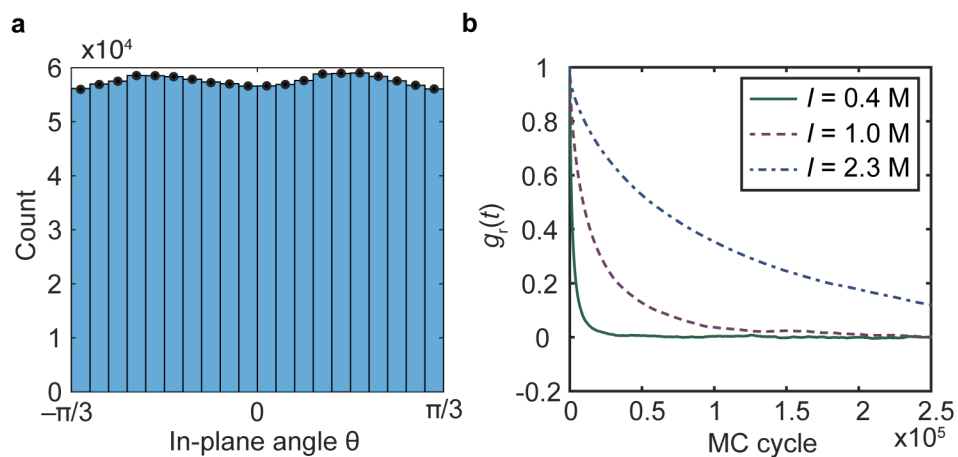 a
x10⁴
6
5
4
3
2
1
0
Count
–π/3
0
π/3
In-plane angle θ
b
1
0.8
0.6
0.4
0.2
0
-0.2
gᵣ(t)
I = 0.4 M
I = 1.0 M
I = 2.3 M
0
0.5
1
1.5
2
2.5
x10⁵
MC cycle